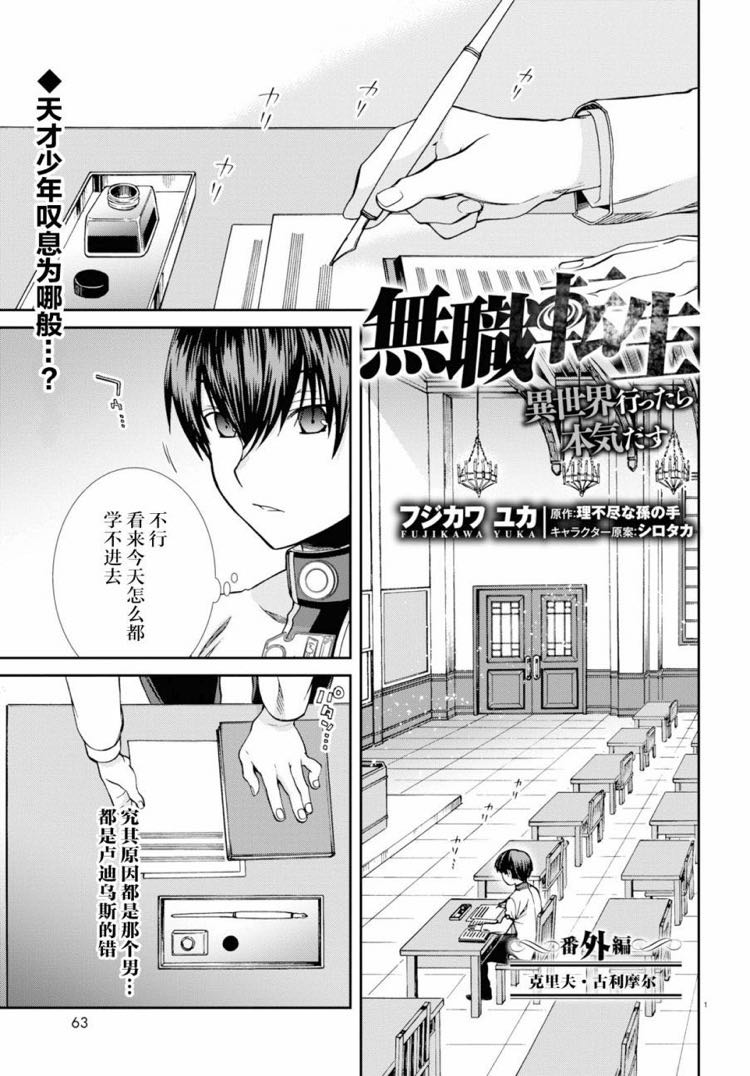 ◆天才少年叹息为哪般…?
カリ
カリ
カリ
無職転生
異世界行ったら
本気だす
フジカワ ユカ
FUJIKAWA YUKA
原作:理不尽な孫の手
キャラクター原案:シロタカ
カリ
カリ
～番外編～
克里夫・古利摩尔
1
不行
看来今天怎么都
学不进去
パタン…
究其原因都是那个男…
都是卢迪乌斯的错
63